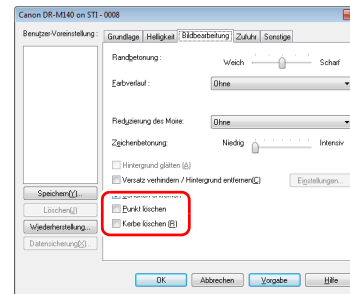 Canon DR-M140 on STI - 0008
Benutzer-Voreinstellung :
Grundlage Helligkeit Bildbearbeitung Zufuhr Sonstige
Randbetonung : Weich Scharf
Farbverlauf : Ohne
Reduzierung des Moire: Ohne
Zeichenbetonung: Niedrig Intensiv
Hintergrund glätten (A)
Versatz verhindern / Hintergrund entfernen(C) Einstellungen...
Punkt löschen
Kerbe löschen (R)
Speichern(Y)...
Löschen(J)
Wiederherstellung...
Datensicherung(X)...
OK Abbrechen Vorgabe Hilfe